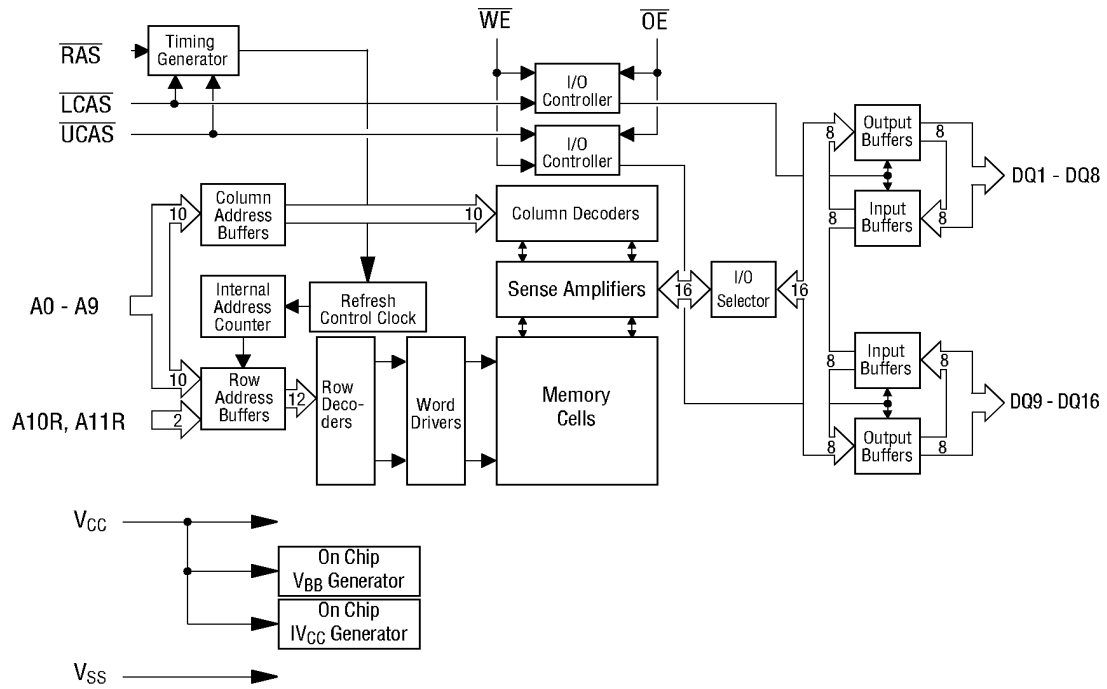 WE
OE
RAS
Timing
Generator
LCAS
UCAS
I/O
Controller
I/O
Controller
Output
Buffers
8
8
DQ1 - DQ8
Input
Buffers
8
8
10
Column
Address
Buffers
10
Column Decoders
A0 - A9
Internal
Address
Counter
Refresh
Control Clock
Sense Amplifiers
16
I/O
Selector
16
10
Row
Address
Buffers
12
A10R, A11R
2
Row
Deco-
ders
Word
Drivers
Memory
Cells
8
Input
Buffers
8
DQ9 - DQ16
8
Output
Buffers
8
VCC
On Chip
VBB Generator
On Chip
IVCC Generator
VSS